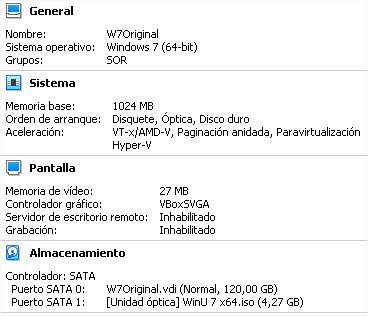 General
Nombre: W7Original
Sistema operativo: Windows 7 (64-bit)
Grupos: SOR
Sistema
Memoria base: 1024 MB
Orden de arranque: Disquete, Óptica, Disco duro
Aceleración: VT-x/AMD-V, Paginación anidada, Paravirtualización
Hyper-V
Pantalla
Memoria de vídeo: 27 MB
Controlador gráfico: VBoxSVGA
Servidor de escritorio remoto: Inhabilitado
Grabación: Inhabilitado
Almacenamiento
Controlador: SATA
Puerto SATA 0: W7Original.vdi (Normal, 120,00 GB)
Puerto SATA 1: [Unidad óptica] WinU 7 x64.iso (4,27 GB)